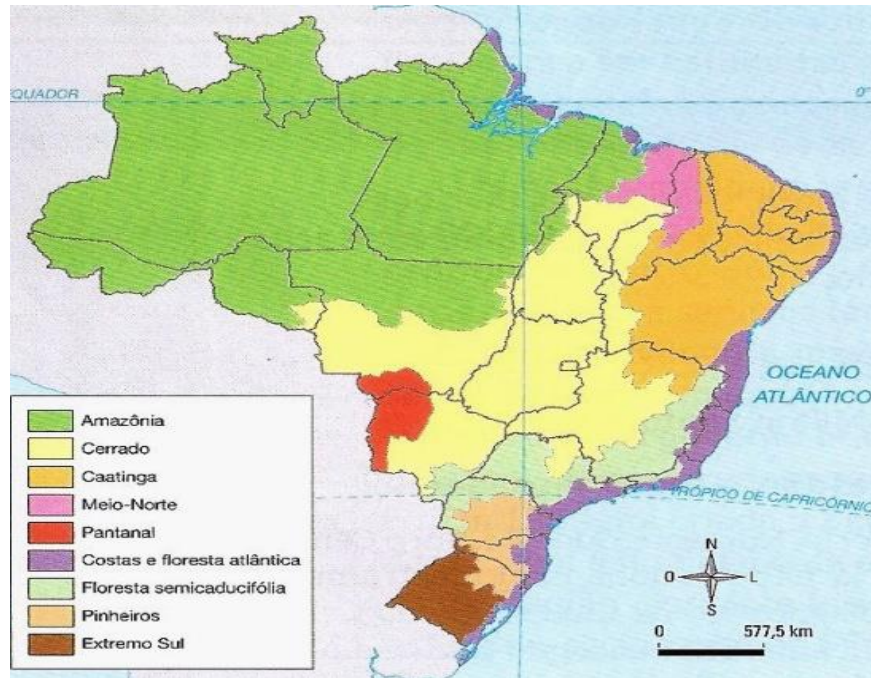 QUADOR
0°
OCEANO
ATLÂNTICO
Amazônia
Cerrado
Caatinga
Meio-Norte
Pantanal
Costas e floresta atlântica
Floresta semicaducifólia
Pinheiros
Extremo Sul
TRÓPICO DE CAPRICÓRNIO
N
O
L
S
0
577,5 km